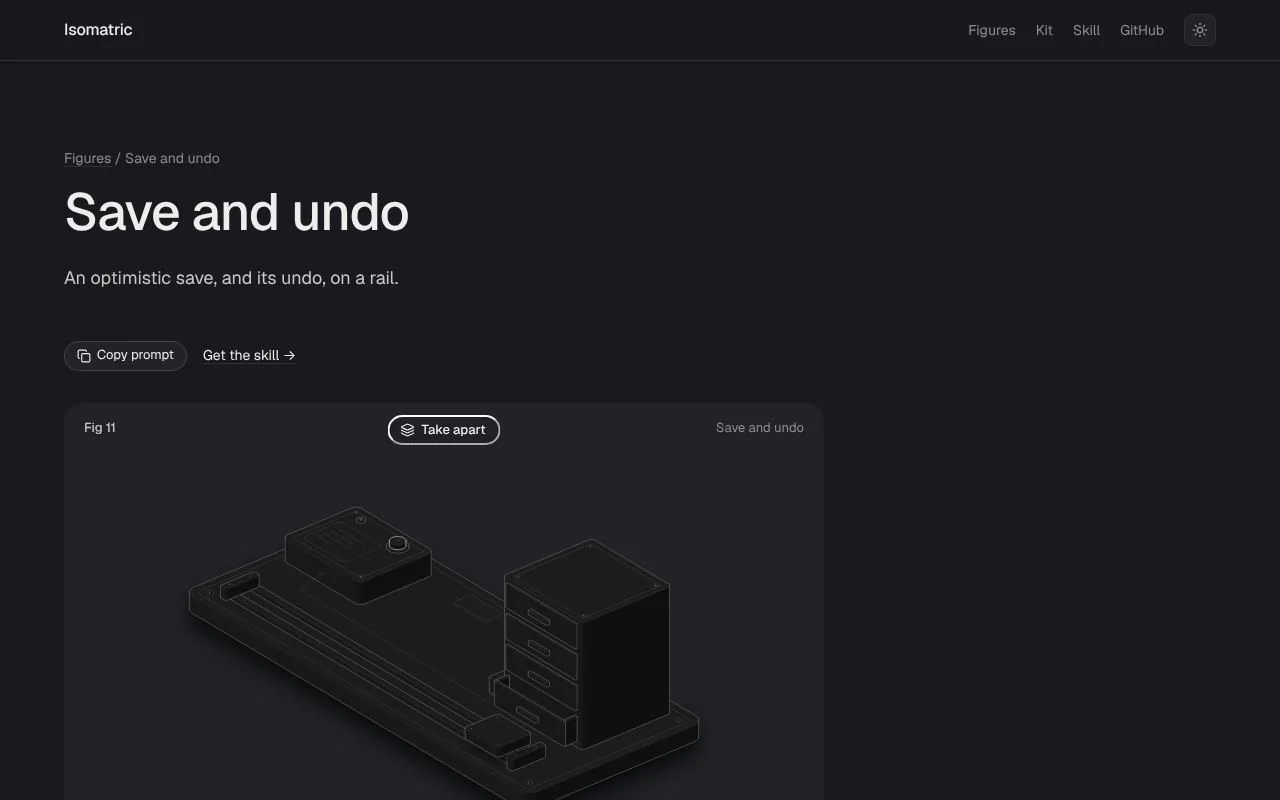 Isomatric
Figures Kit Skill GitHub
Figures / Save and undo
Save and undo
An optimistic save, and its undo, on a rail.
Copy prompt
Get the skill →
Fig 11
Take apart
Save and undo